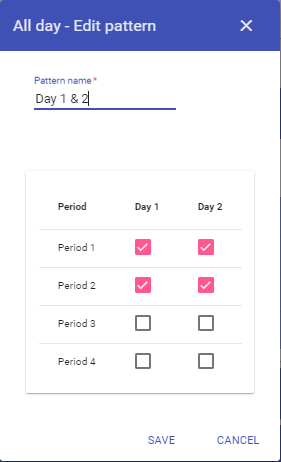 All day - Edit pattern
Pattern name *
Day 1 & 2
Period Day 1 Day 2
Period 1
Period 2
Period 3
Period 4
SAVE CANCEL